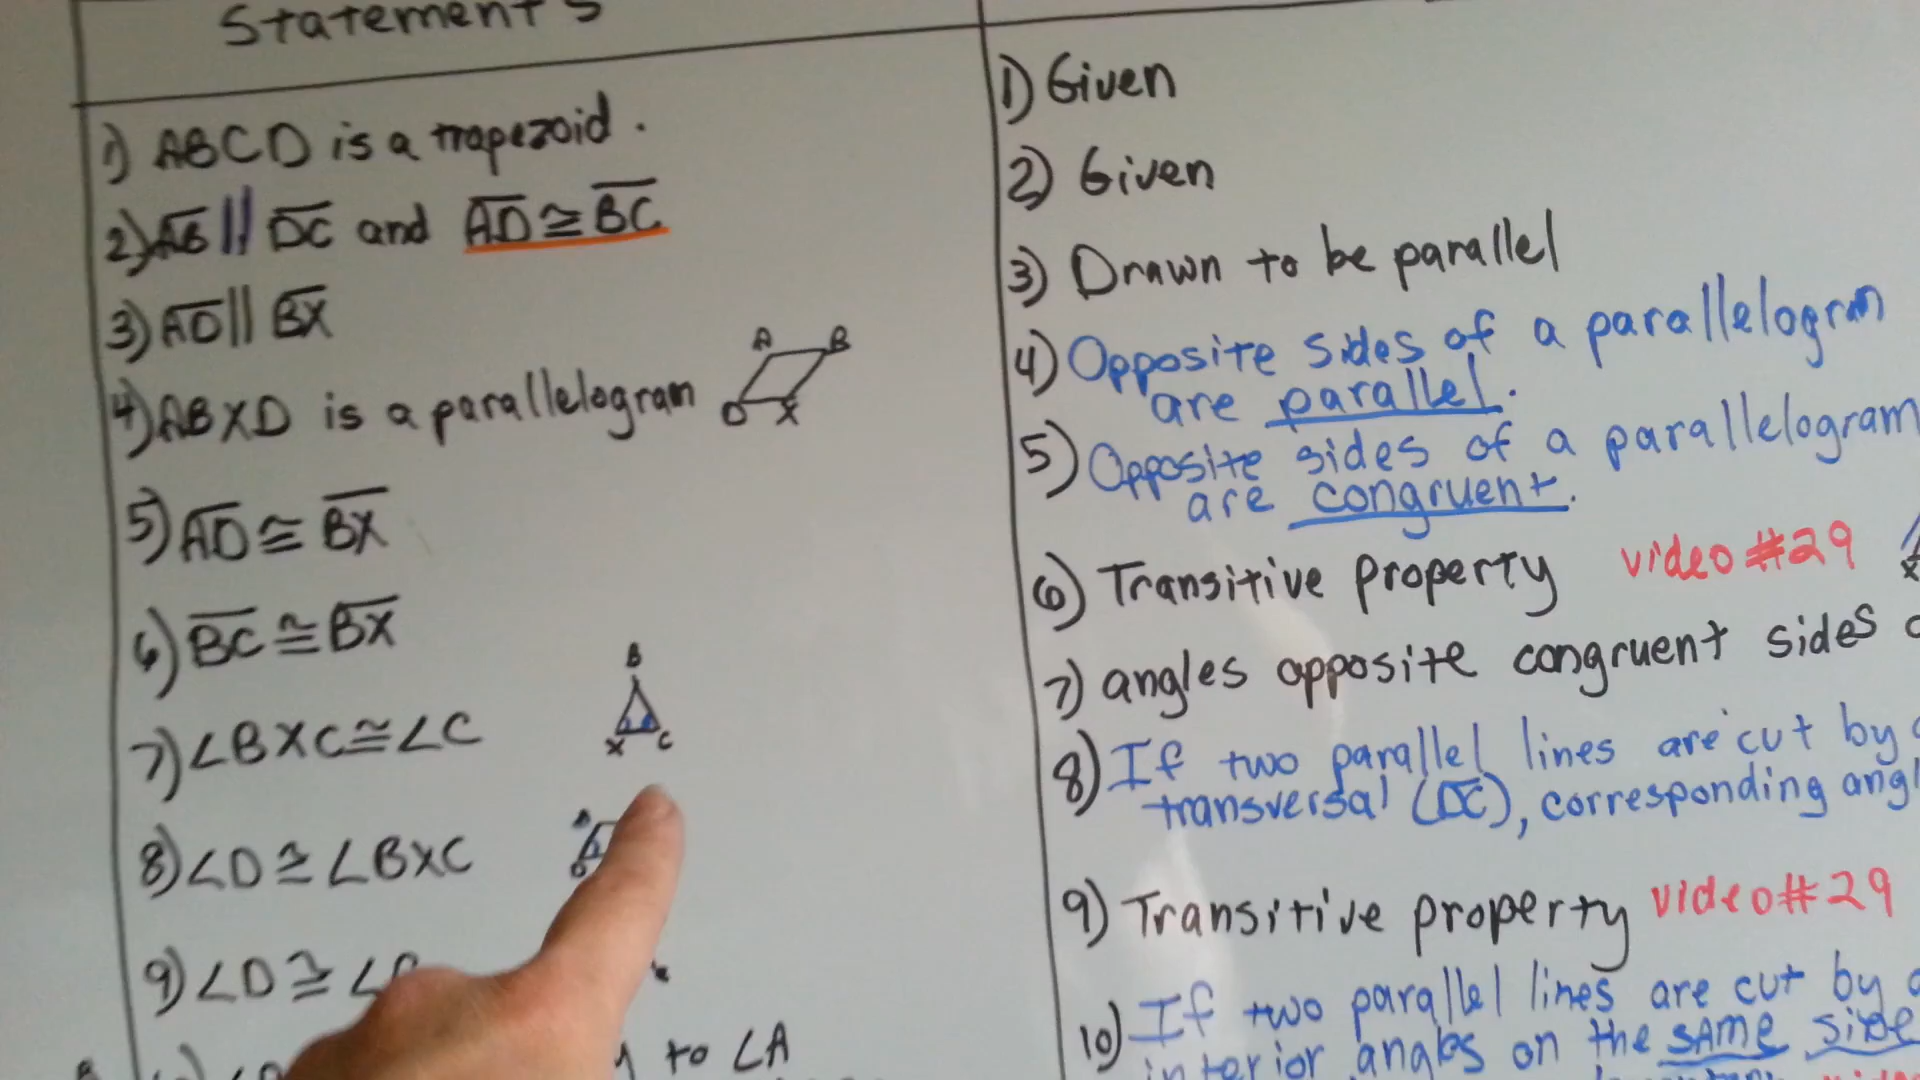 Statements
1) ABCD is a trapezoid.
2) AB || DC and AD ≅ BC
3) AD || BX
4) ABXD is a parallelogram
A B
D X
5) AD ≅ BX
6) BC ≅ BX
7) ∠BXC ≅ ∠C
B
X C
8) ∠D ≅ ∠BXC
9) ∠D ≅ ∠
to ∠A
1) Given
2) Given
3) Drawn to be parallel
4) Opposite sides of a parallelogram
are parallel.
5) Opposite sides of a parallelogram
are congruent.
6) Transitive property video #29
7) angles opposite congruent sides
8) If two parallel lines are cut by
transversal (DC), corresponding
9) Transitive property video #29
10) If two parallel lines are cut by
interior angles on the SAME side